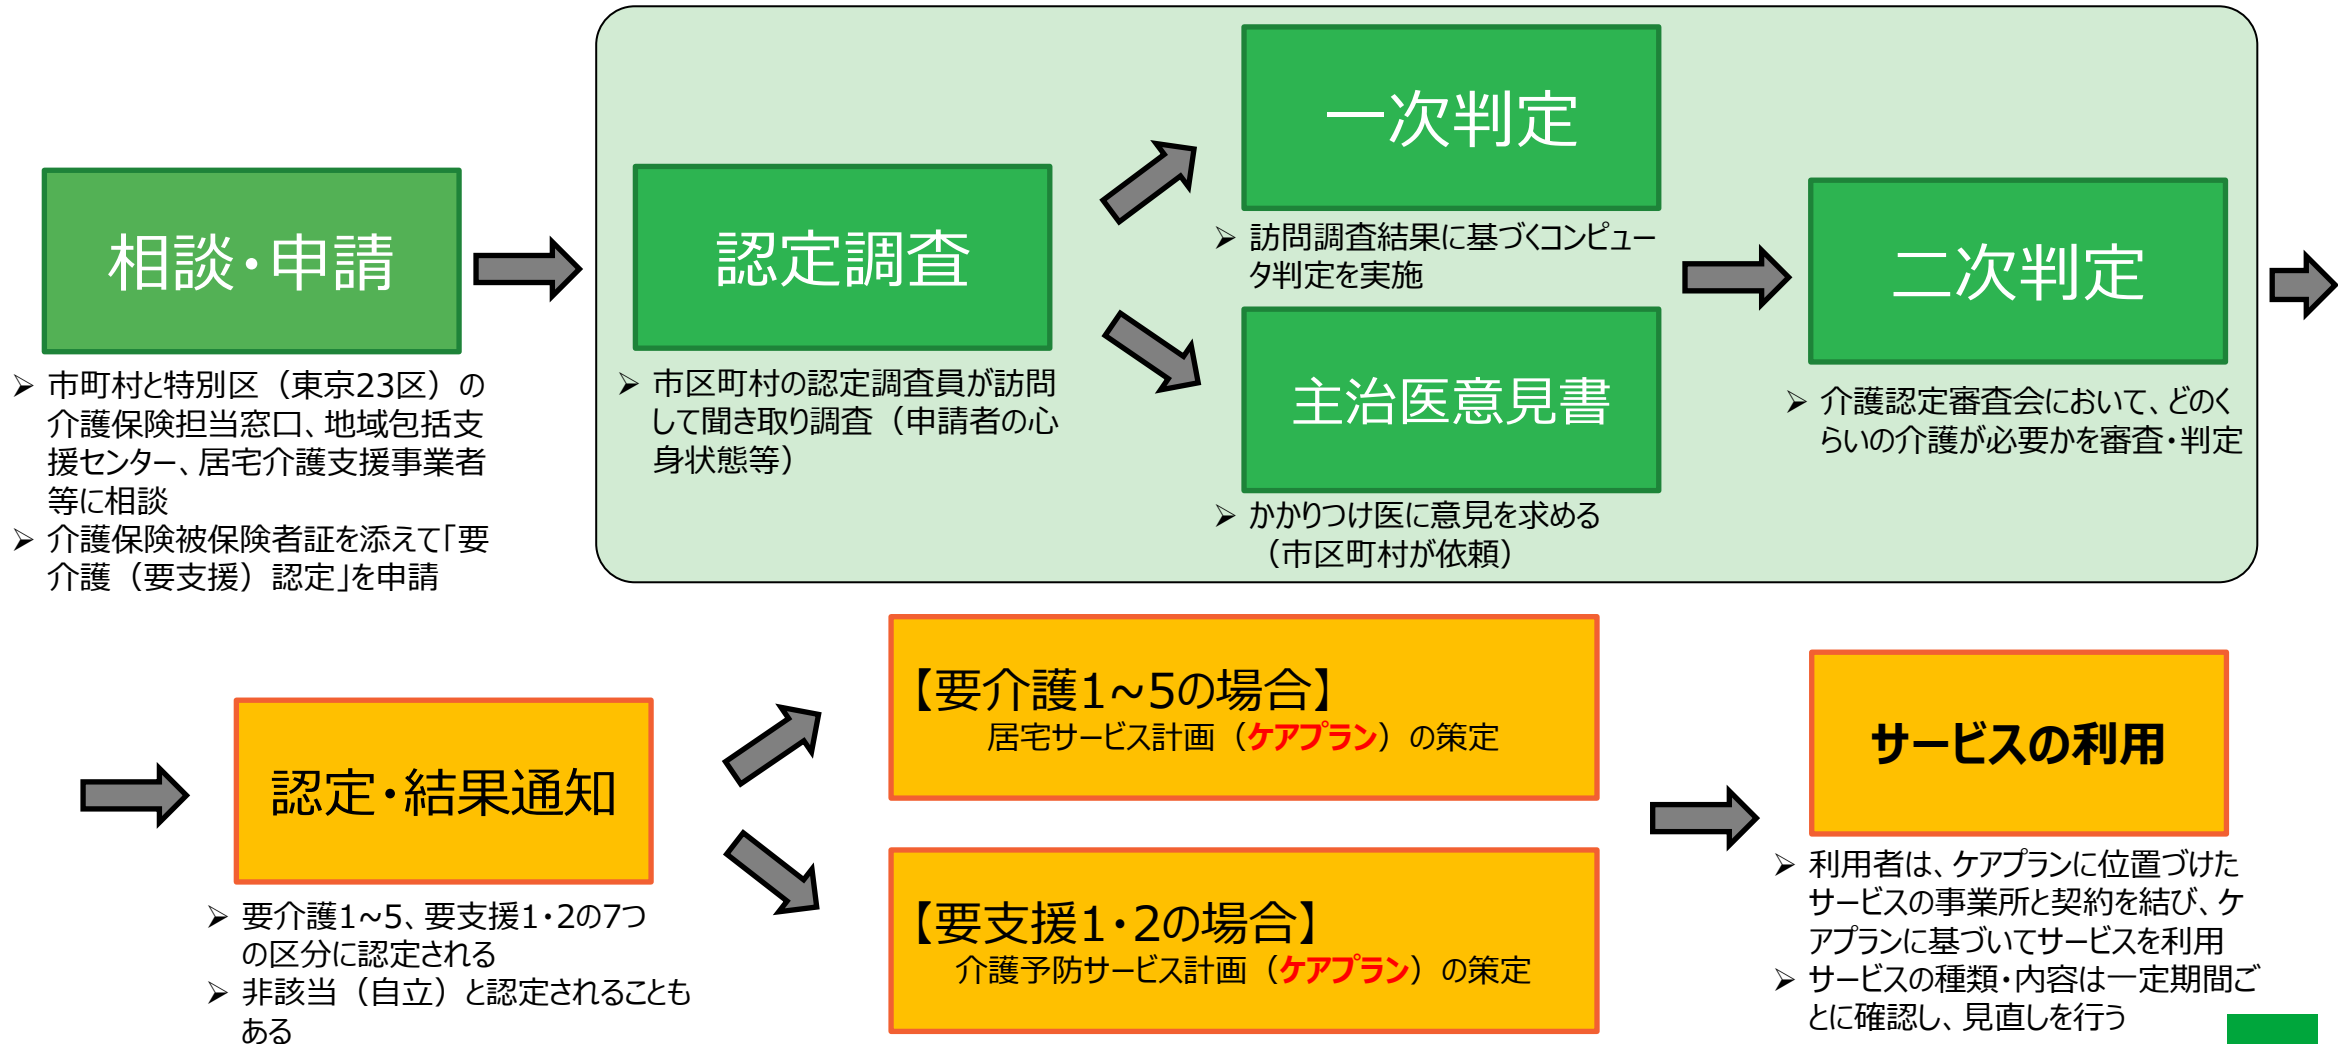 相談・申請
➢ 市町村と特別区（東京23区）の
介護保険担当窓口、地域包括支
援センター、居宅介護支援事業者
等に相談
➢ 介護保険被保険者証を添えて「要
介護（要支援）認定」を申請
認定調査
➢ 市区町村の認定調査員が訪問
して聞き取り調査（申請者の心
身状態等）
一次判定
➢ 訪問調査結果に基づくコンピュー
タ判定を実施
主治医意見書
➢ かかりつけ医に意見を求める
（市区町村が依頼）
二次判定
➢ 介護認定審査会において、どのく
らいの介護が必要かを審査・判定
認定・結果通知
➢ 要介護1~5、要支援1・2の7つ
の区分に認定される
➢ 非該当（自立）と認定されることも
ある
【要介護1~5の場合】
居宅サービス計画（ケアプラン）の策定
【要支援1・2の場合】
介護予防サービス計画（ケアプラン）の策定
サービスの利用
➢ 利用者は、ケアプランに位置づけた
サービスの事業所と契約を結び、ケ
アプランに基づいてサービスを利用
➢ サービスの種類・内容は一定期間ご
とに確認し、見直しを行う